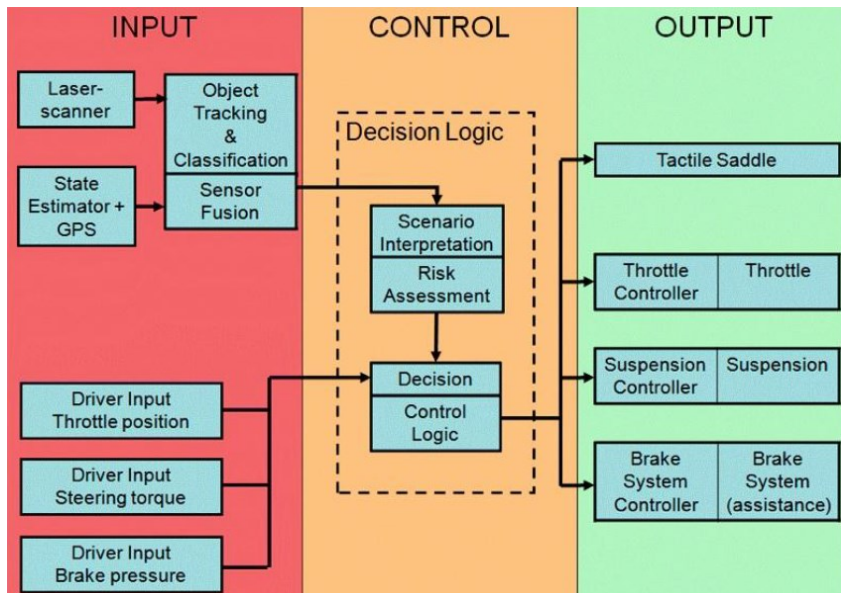 INPUT
CONTROL
OUTPUT
Laser-
scanner
Object
Tracking
&
Classification
Sensor
Fusion
State
Estimator +
GPS
Driver Input
Throttle position
Driver Input
Steering torque
Driver Input
Brake pressure
Decision Logic
Scenario
Interpretation
Risk
Assessment
Decision
Control
Logic
Tactile Saddle
Throttle
Controller
Throttle
Suspension
Controller
Suspension
Brake
System
Controller
Brake
System
(assistance)